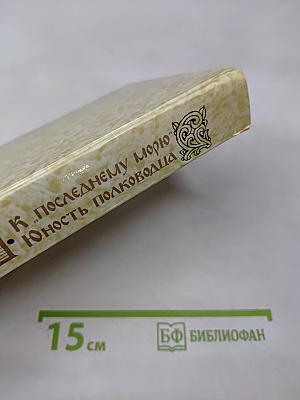 К „последнему морю“
Юность полководца
15 см
БФ БИБЛИОФАН